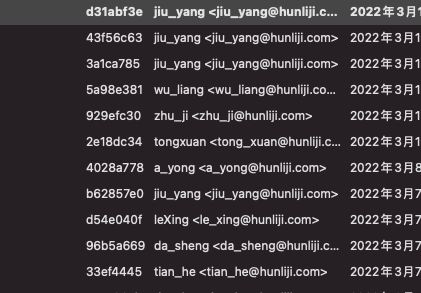 d31abf3e jiu_yang <jiu_yang@hunliji.c... 2022年3月1
43f56c63 jiu_yang <jiu_yang@hunliji.com> 2022年3月1
3a1ca785 jiu_yang <jiu_yang@hunliji.com> 2022年3月1
5a98e381 wu_liang <wu_liang@hunliji.co... 2022年3月1
929efc30 zhu_ji <zhu_ji@hunliji.com> 2022年3月1
2e18dc34 tongxuan <tong_xuan@hunliji.c... 2022年3月1
4028a778 a_yong <a_yong@hunliji.com> 2022年3月8
b62857e0 jiu_yang <jiu_yang@hunliji.com> 2022年3月7
d54e040f leXing <le_xing@hunliji.com> 2022年3月7
96b5a669 da_sheng <da_sheng@hunliji.c... 2022年3月7
33ef4445 tian_he <tian_he@hunliji.com> 2022年3月7